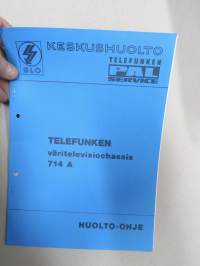 KESKUSHUOLTO
TELEFUNKEN
PAL
SERVICE
SLO
TELEFUNKEN
väritelevisiochassis
714 A
HUOLTO-OHJE